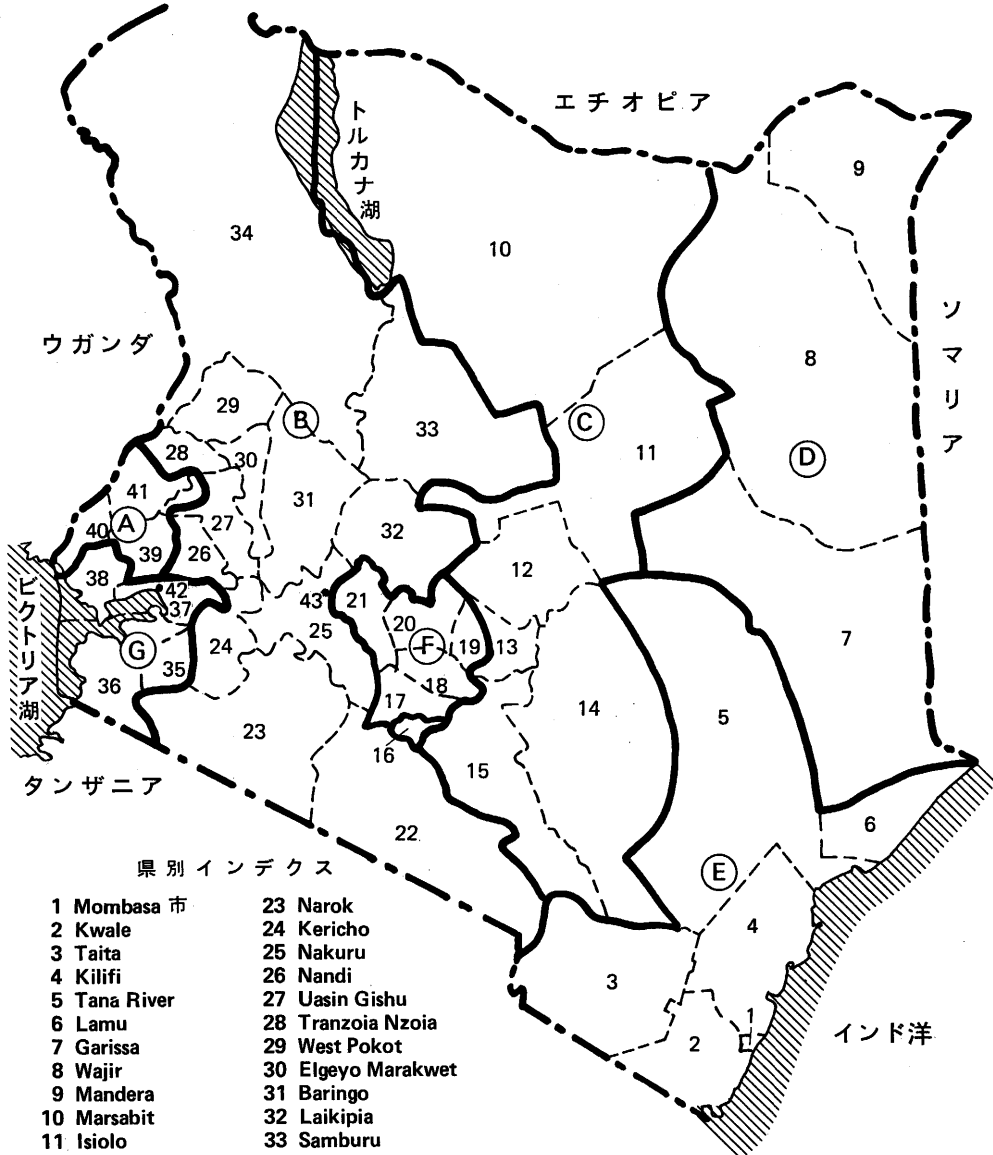 エチオピア
トルカナ湖
9
34
10
ソマリア
ウガンダ
8
29
B
C
33
28
30
11
D
41
31
40
A
27
32
39
26
12
38
42
ビクトリア湖
37
43
21
20
25
24
F
19
13
7
G
35
36
18
17
14
5
23
16
15
タンザニア
22
6
E
4
3
1
2
インド洋
県別インデクス
1 Mombasa 市
2 Kwale
3 Taita
4 Kilifi
5 Tana River
6 Lamu
7 Garissa
8 Wajir
9 Mandera
10 Marsabit
11 Isiolo
23 Narok
24 Kericho
25 Nakuru
26 Nandi
27 Uasin Gishu
28 Tranzoia Nzoia
29 West Pokot
30 Elgeyo Marakwet
31 Baringo
32 Laikipia
33 Samburu